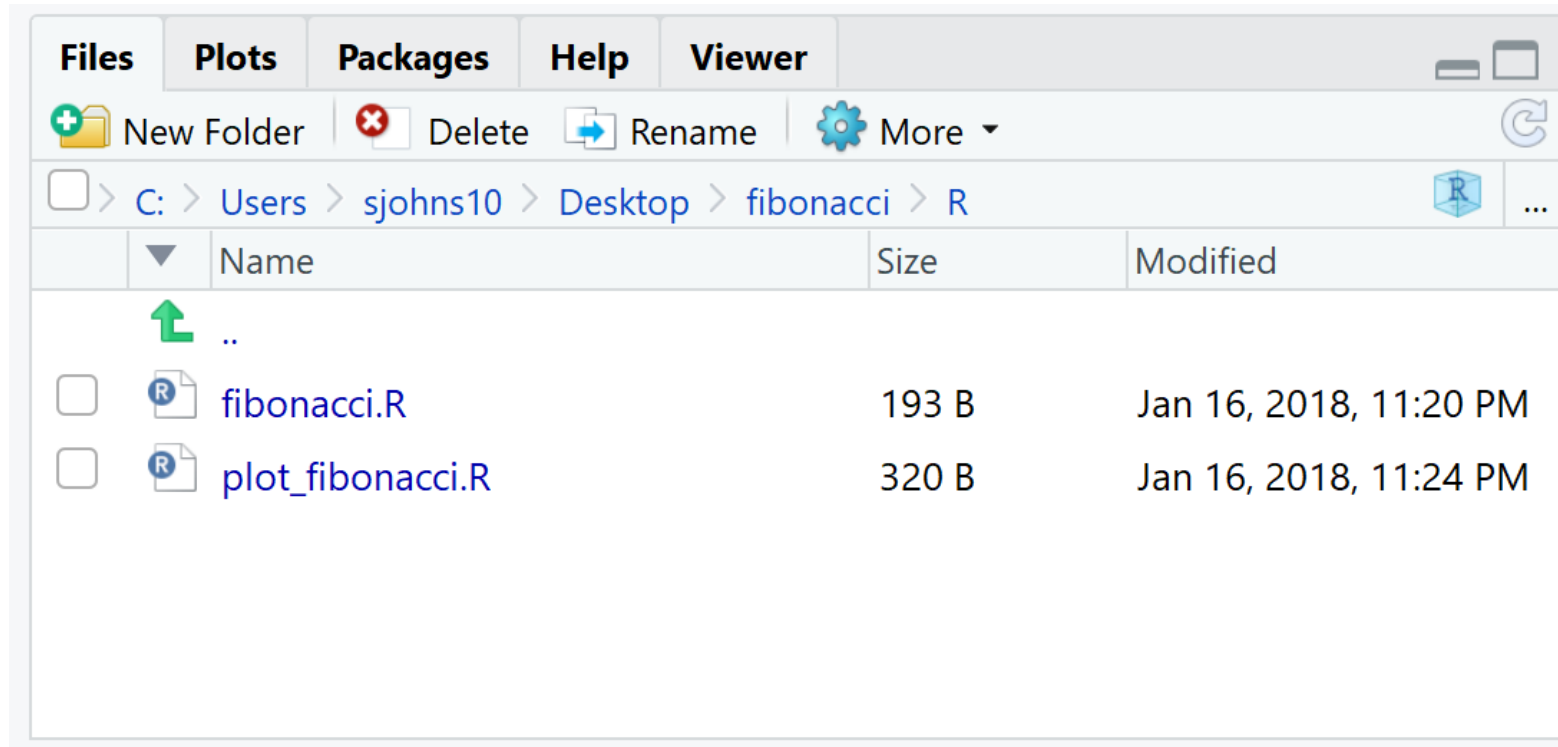 Files Plots Packages Help Viewer
New Folder Delete Rename More
C: Users sjohns10 Desktop fibonacci R R ...
Name Size Modified
..
R fibonacci.R 193 B Jan 16, 2018, 11:20 PM
R plot_fibonacci.R 320 B Jan 16, 2018, 11:24 PM